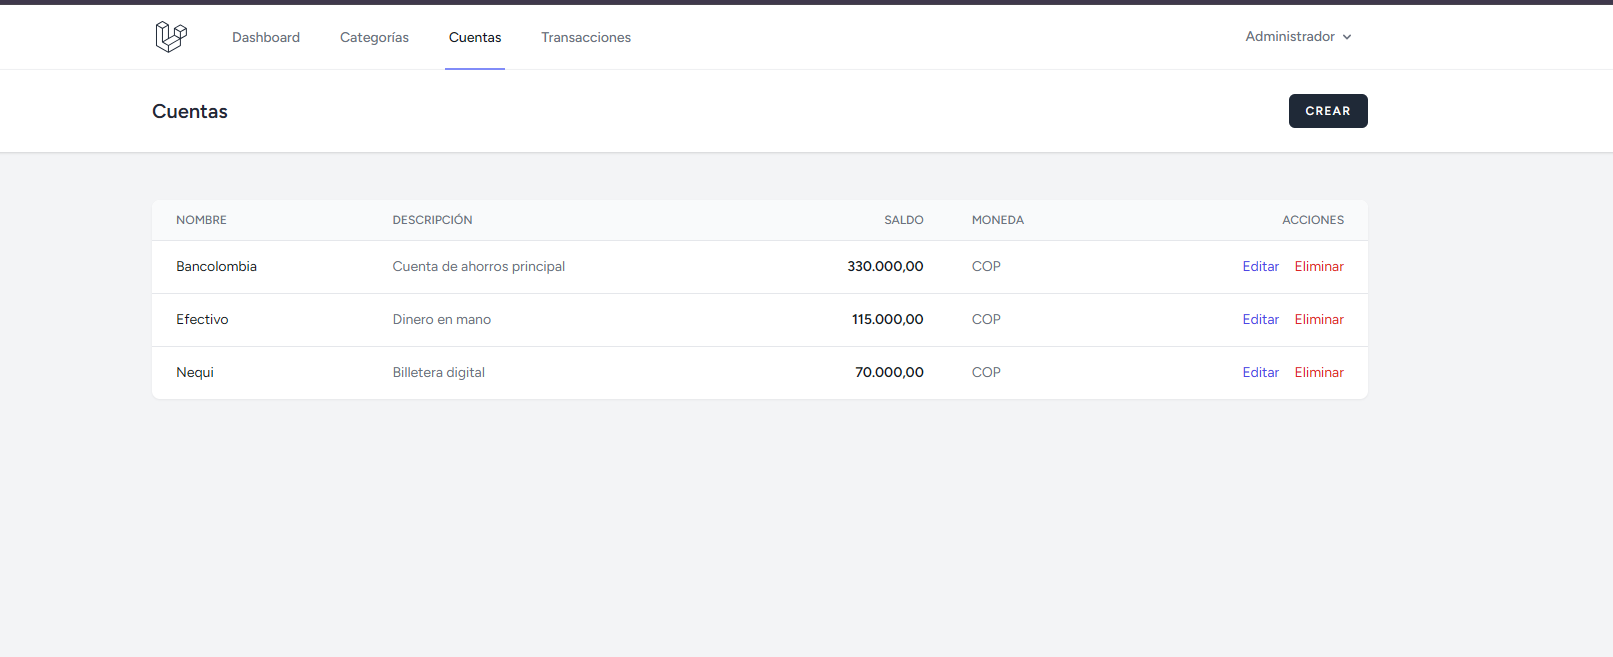 Dashboard Categorías Cuentas Transacciones Administrador
Cuentas CREAR
NOMBRE DESCRIPCIÓN SALDO MONEDA ACCIONES
Bancolombia Cuenta de ahorros principal 330.000,00 COP Editar Eliminar
Efectivo Dinero en mano 115.000,00 COP Editar Eliminar
Nequi Billetera digital 70.000,00 COP Editar Eliminar